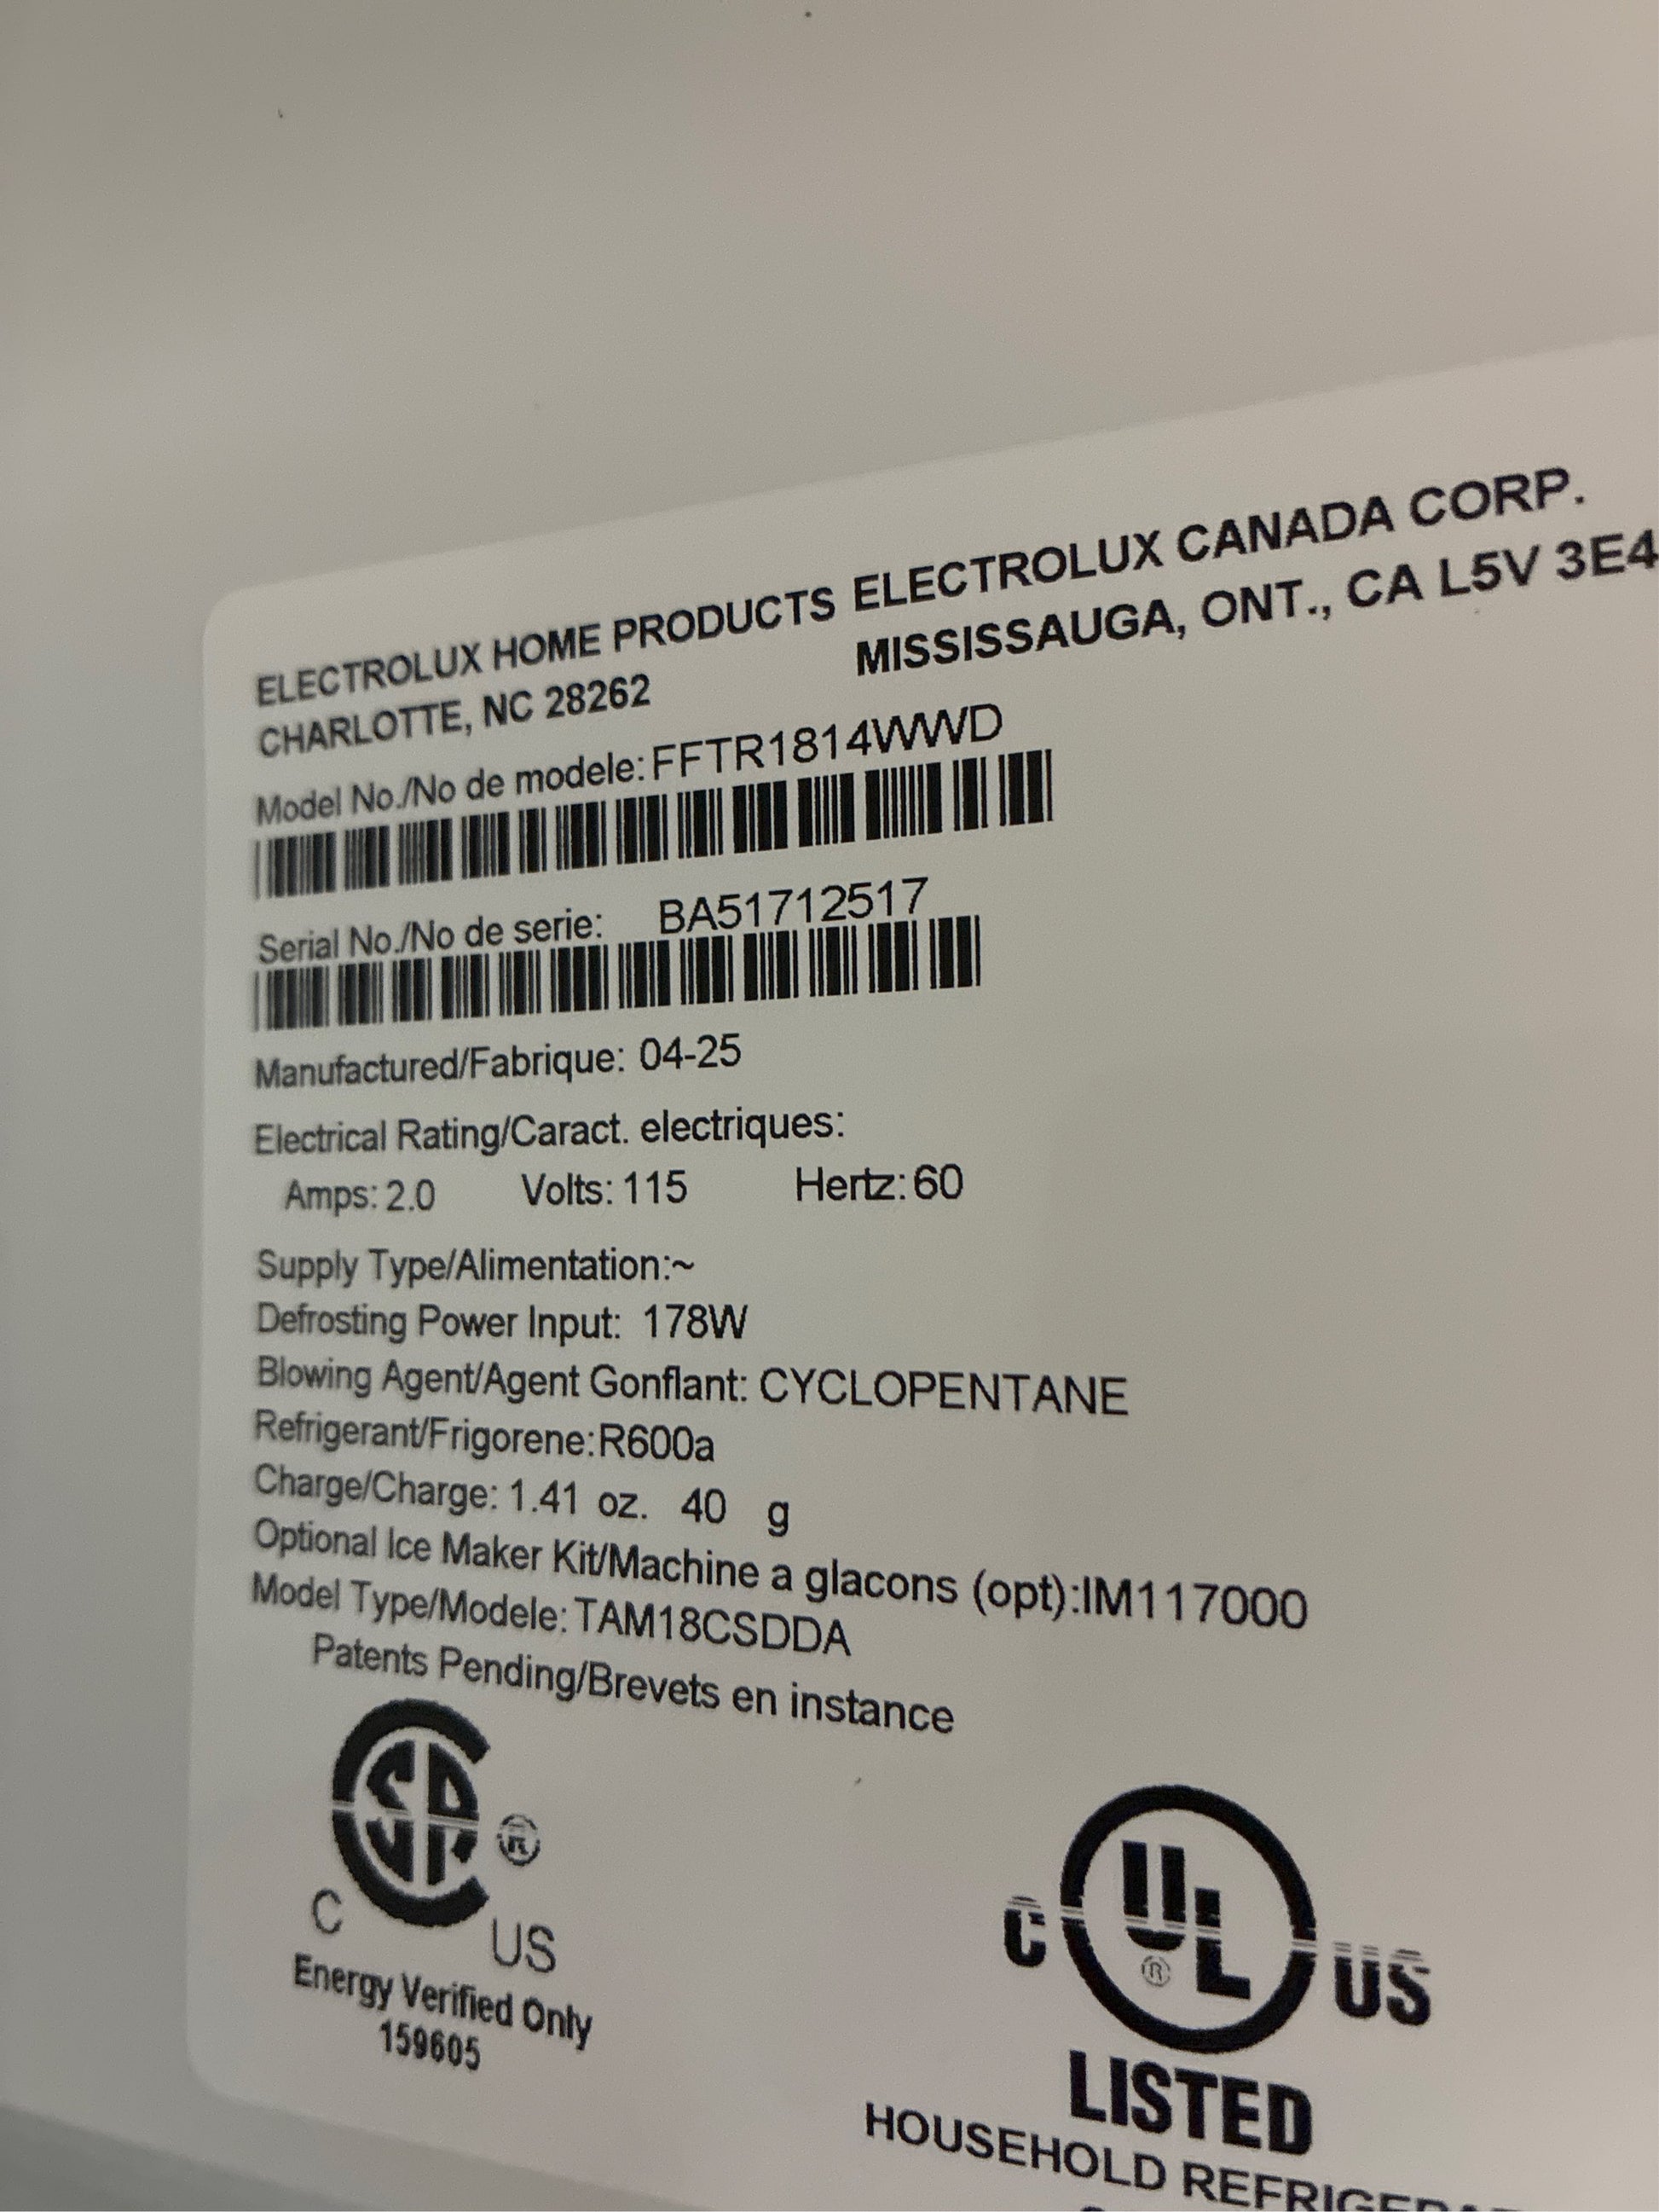 ELECTROLUX HOME PRODUCTS ELECTROLUX CANADA CORP.
CHARLOTTE, NC 28262 MISSISSAUGA, ONT., CA L5V 3E4
Model No./No de modele: FFTR1814WWD
Serial No./No de serie: BA51712517
Manufactured/Fabrique: 04-25
Electrical Rating/Caract. electriques:
Amps: 2.0 Volts: 115 Hertz: 60
Supply Type/Alimentation:~
Defrosting Power Input: 178W
Blowing Agent/Agent Gonflant: CYCLOPENTANE
Refrigerant/Frigorene: R600a
Charge/Charge: 1.41 oz. 40 g
Optional Ice Maker Kit/Machine a glacons (opt):IM117000
Model Type/Modele: TAM18CSDDA
Patents Pending/Brevets en instance
C SA ® US
Energy Verified Only
159605
C UL ® US
LISTED
HOUSEHOLD